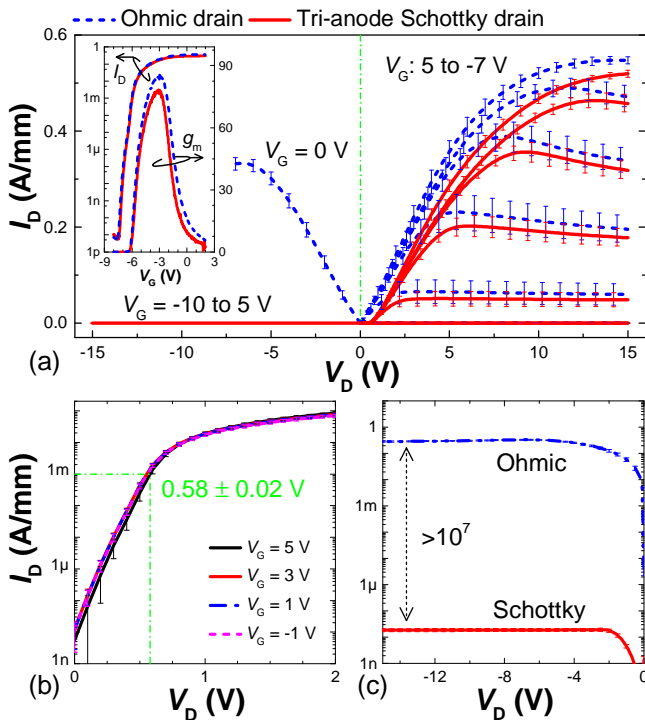 Ohmic drain
Tri-anode Schottky drain
I_D (A/mm)
0.6
0.4
0.2
0.0
1
1m
1µ
1n
1p
I_D
g_m
90
60
30
0
-9 -6 -3 0 3
V_G (V)
V_G = 0 V
V_G: 5 to -7 V
V_G = -10 to 5 V
-15 -10 -5 0 5 10 15
(a)
V_D (V)
I_D (A/mm)
1m
1µ
1n
0.58 ± 0.02 V
V_G = 5 V
V_G = 3 V
V_G = 1 V
V_G = -1 V
0 1 2
(b)
V_D (V)
1
1m
1µ
1n
Ohmic
>10⁷
Schottky
-12 -8 -4 0
(c)
V_D (V)